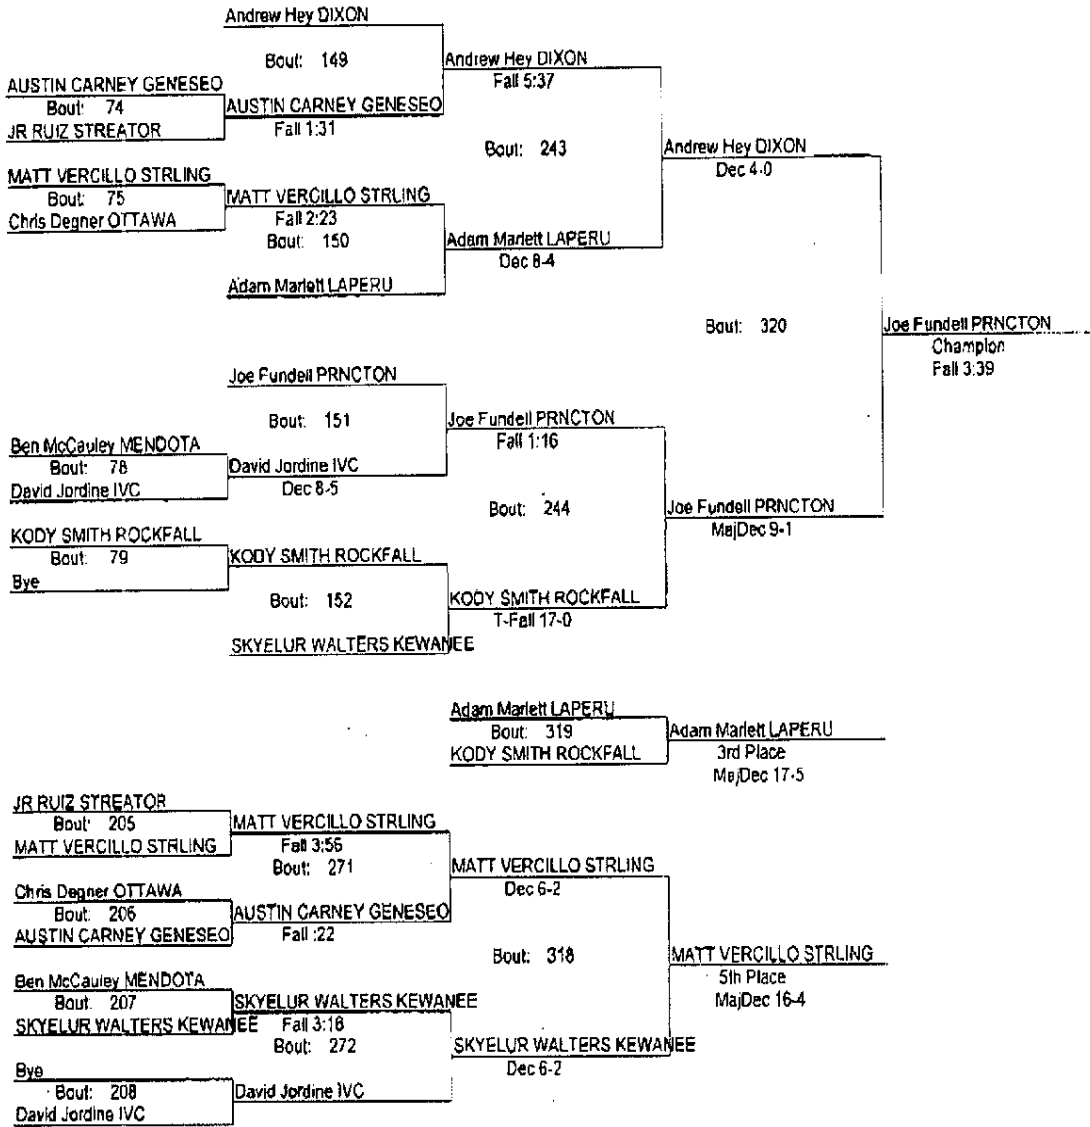 Andrew Hey DIXON
Bout: 149
Andrew Hey DIXON
Fall 5:37
AUSTIN CARNEY GENESEO
Bout: 74
AUSTIN CARNEY GENESEO
JR RUIZ STREATOR
Fall 1:31
Bout: 243
Andrew Hey DIXON
Dec 4-0
MATT VERCILLO STRLING
Bout: 75
MATT VERCILLO STRLING
Chris Degner OTTAWA
Fall 2:23
Bout: 150
Adam Marlett LAPERU
Dec 8-4
Adam Marlett LAPERU
Bout: 320
Joe Fundell PRNCTON
Champion
Fall 3:39
Joe Fundell PRNCTON
Bout: 151
Joe Fundell PRNCTON
Fall 1:16
Ben McCauley MENDOTA
Bout: 78
David Jordine IVC
David Jordine IVC
Dec 8-5
Bout: 244
Joe Fundell PRNCTON
MajDec 9-1
KODY SMITH ROCKFALL
Bout: 79
KODY SMITH ROCKFALL
Bye
Bout: 152
KODY SMITH ROCKFALL
T-Fall 17-0
SKYELUR WALTERS KEWANEE
Adam Marlett LAPERU
Bout: 319
Adam Marlett LAPERU
KODY SMITH ROCKFALL
3rd Place
MajDec 17-5
JR RUIZ STREATOR
Bout: 205
MATT VERCILLO STRLING
MATT VERCILLO STRLING
Fall 3:56
Bout: 271
MATT VERCILLO STRLING
Dec 6-2
Chris Degner OTTAWA
Bout: 206
AUSTIN CARNEY GENESEO
AUSTIN CARNEY GENESEO
Fall :22
Bout: 318
MATT VERCILLO STRLING
5th Place
MajDec 16-4
Ben McCauley MENDOTA
Bout: 207
SKYELUR WALTERS KEWANEE
SKYELUR WALTERS KEWANEE
Fall 3:18
Bout: 272
SKYELUR WALTERS KEWANEE
Dec 6-2
Bye
Bout: 208
David Jordine IVC
David Jordine IVC